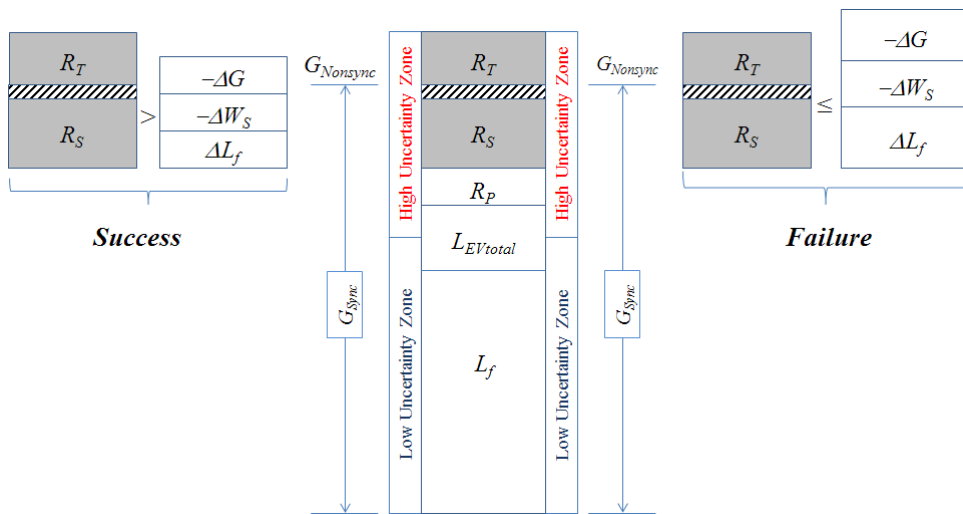 R_T
R_S
>
−ΔG
−ΔW_S
ΔL_f
Success
G_Nonsync
G_Sync
High Uncertainty Zone
Low Uncertainty Zone
R_T
R_S
R_P
L_EVtotal
L_f
High Uncertainty Zone
Low Uncertainty Zone
G_Nonsync
G_Sync
R_T
R_S
≤
−ΔG
−ΔW_S
ΔL_f
Failure